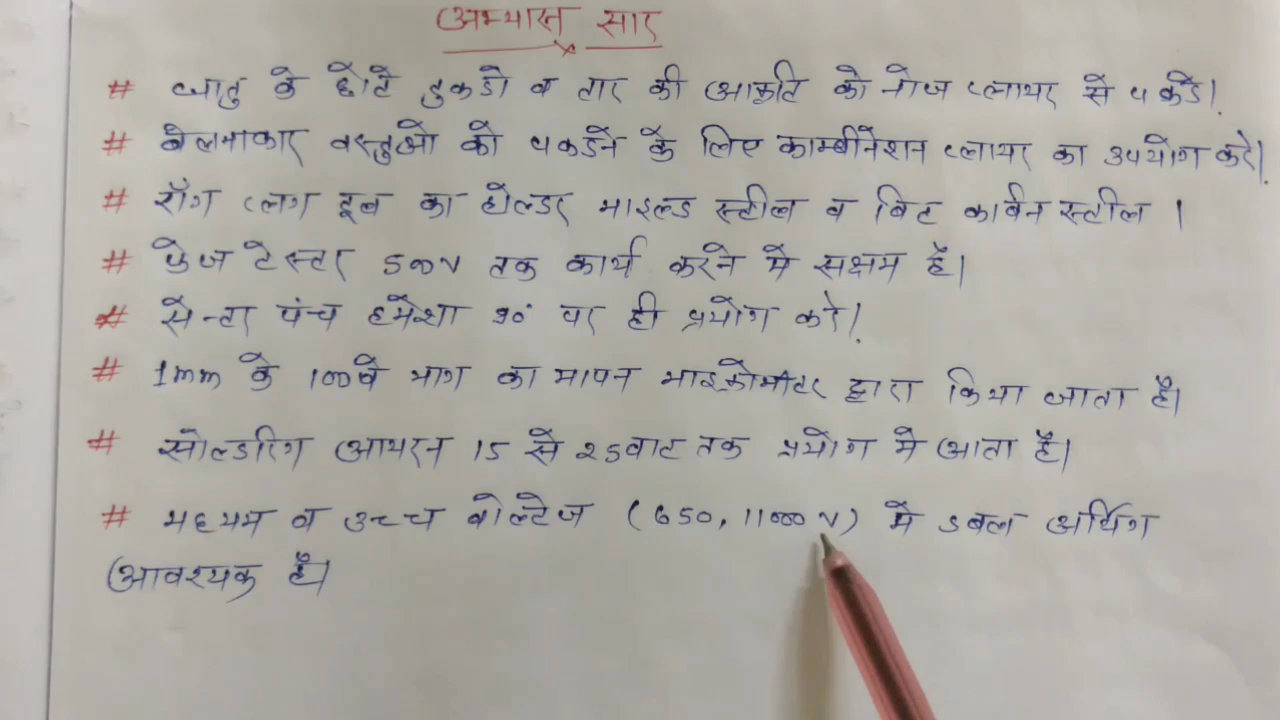 अभ्यास सार
# धातु के छोटे टुकडो व तार की आकृति को नोज प्लायर से पकडे।
# बेलनाकार वस्तुओ को पकडने के लिए काम्बीनेशन प्लायर का उपयोग करे।
# रॉग प्लग टूल का होल्डर माइल्ड स्टील व बिट कार्बन स्टील ।
# फेज टेस्टर 500V तक कार्य करने मे सक्षम है।
# सेन्टर पंच हमेशा 90° पर ही प्रयोग करे।
# 1mm के 100वे भाग का मापन माइक्रोमीटर द्वारा किया जाता है।
# सोल्डरिग आयरन 15 से 25वाट तक प्रयोग मे आता है।
# मध्यम व उच्च वोल्टेज (650, 11000 V) मे डबल अर्थिग
आवश्यक है।